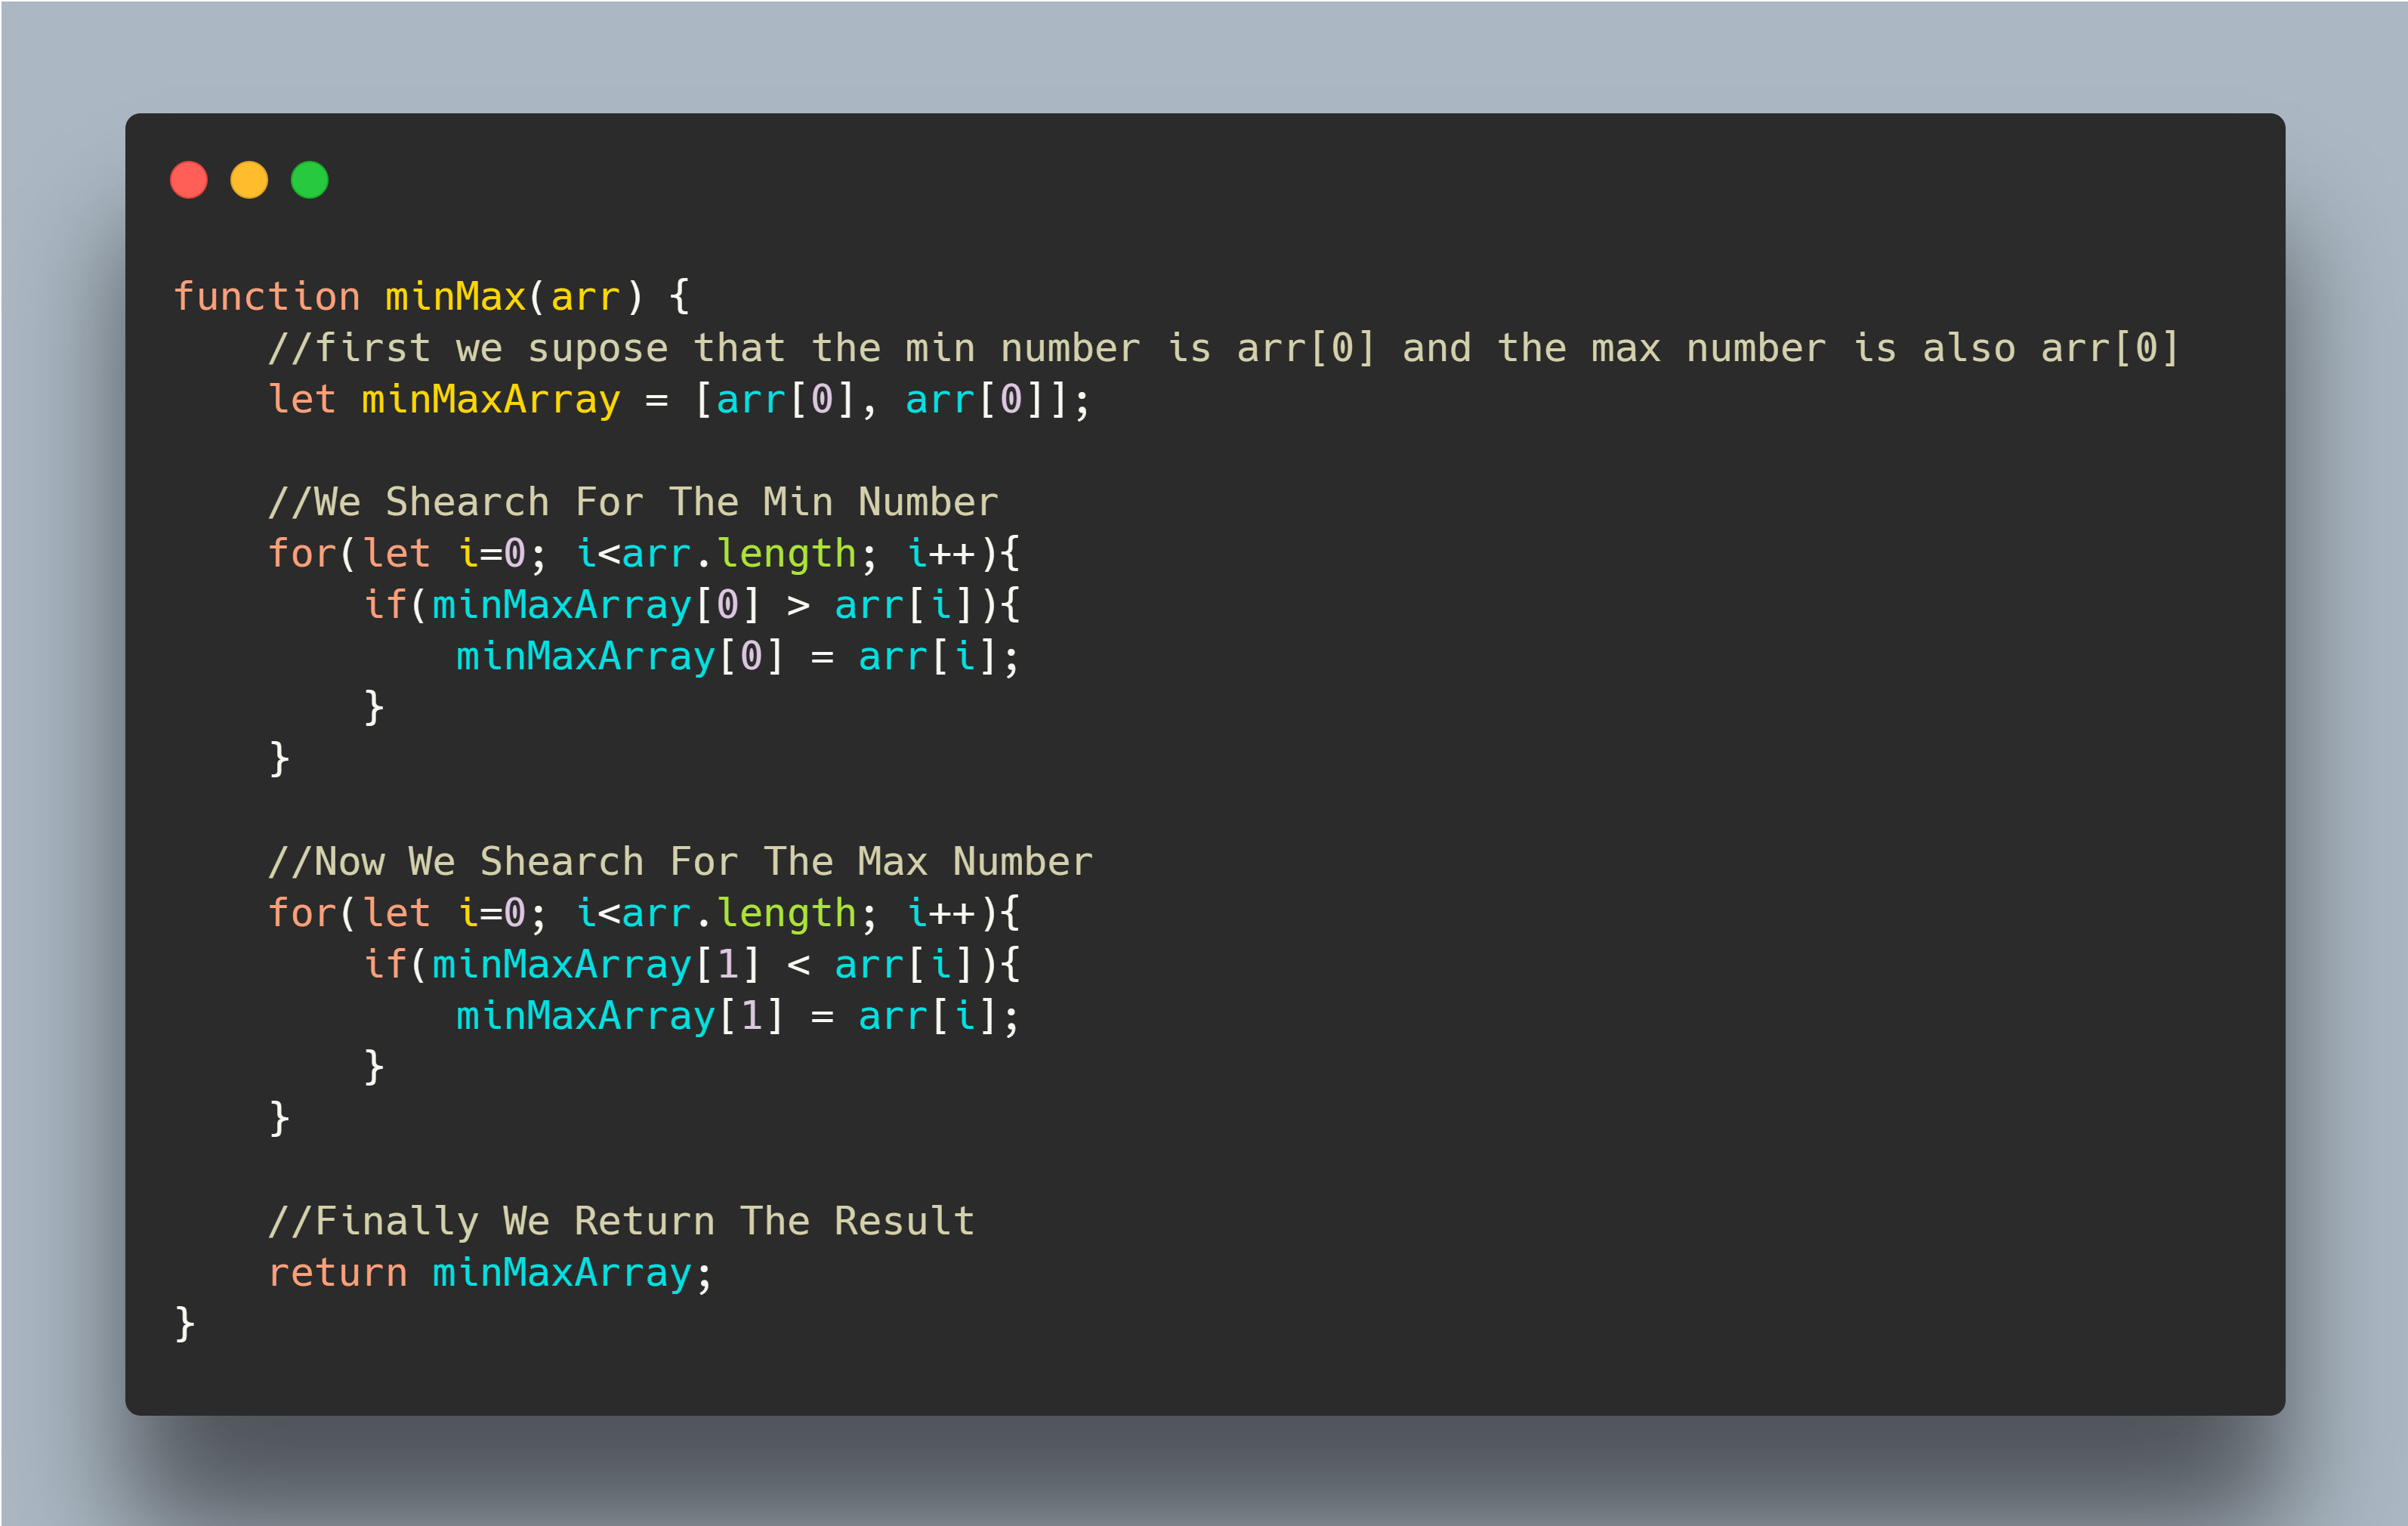 function minMax(arr) {
    //first we supose that the min number is arr[0] and the max number is also arr[0]
    let minMaxArray = [arr[0], arr[0]];

    //We Shearch For The Min Number
    for(let i=0; i<arr.length; i++){
        if(minMaxArray[0] > arr[i]){
            minMaxArray[0] = arr[i];
        }
    }

    //Now We Shearch For The Max Number
    for(let i=0; i<arr.length; i++){
        if(minMaxArray[1] < arr[i]){
            minMaxArray[1] = arr[i];
        }
    }

    //Finally We Return The Result
    return minMaxArray;
}